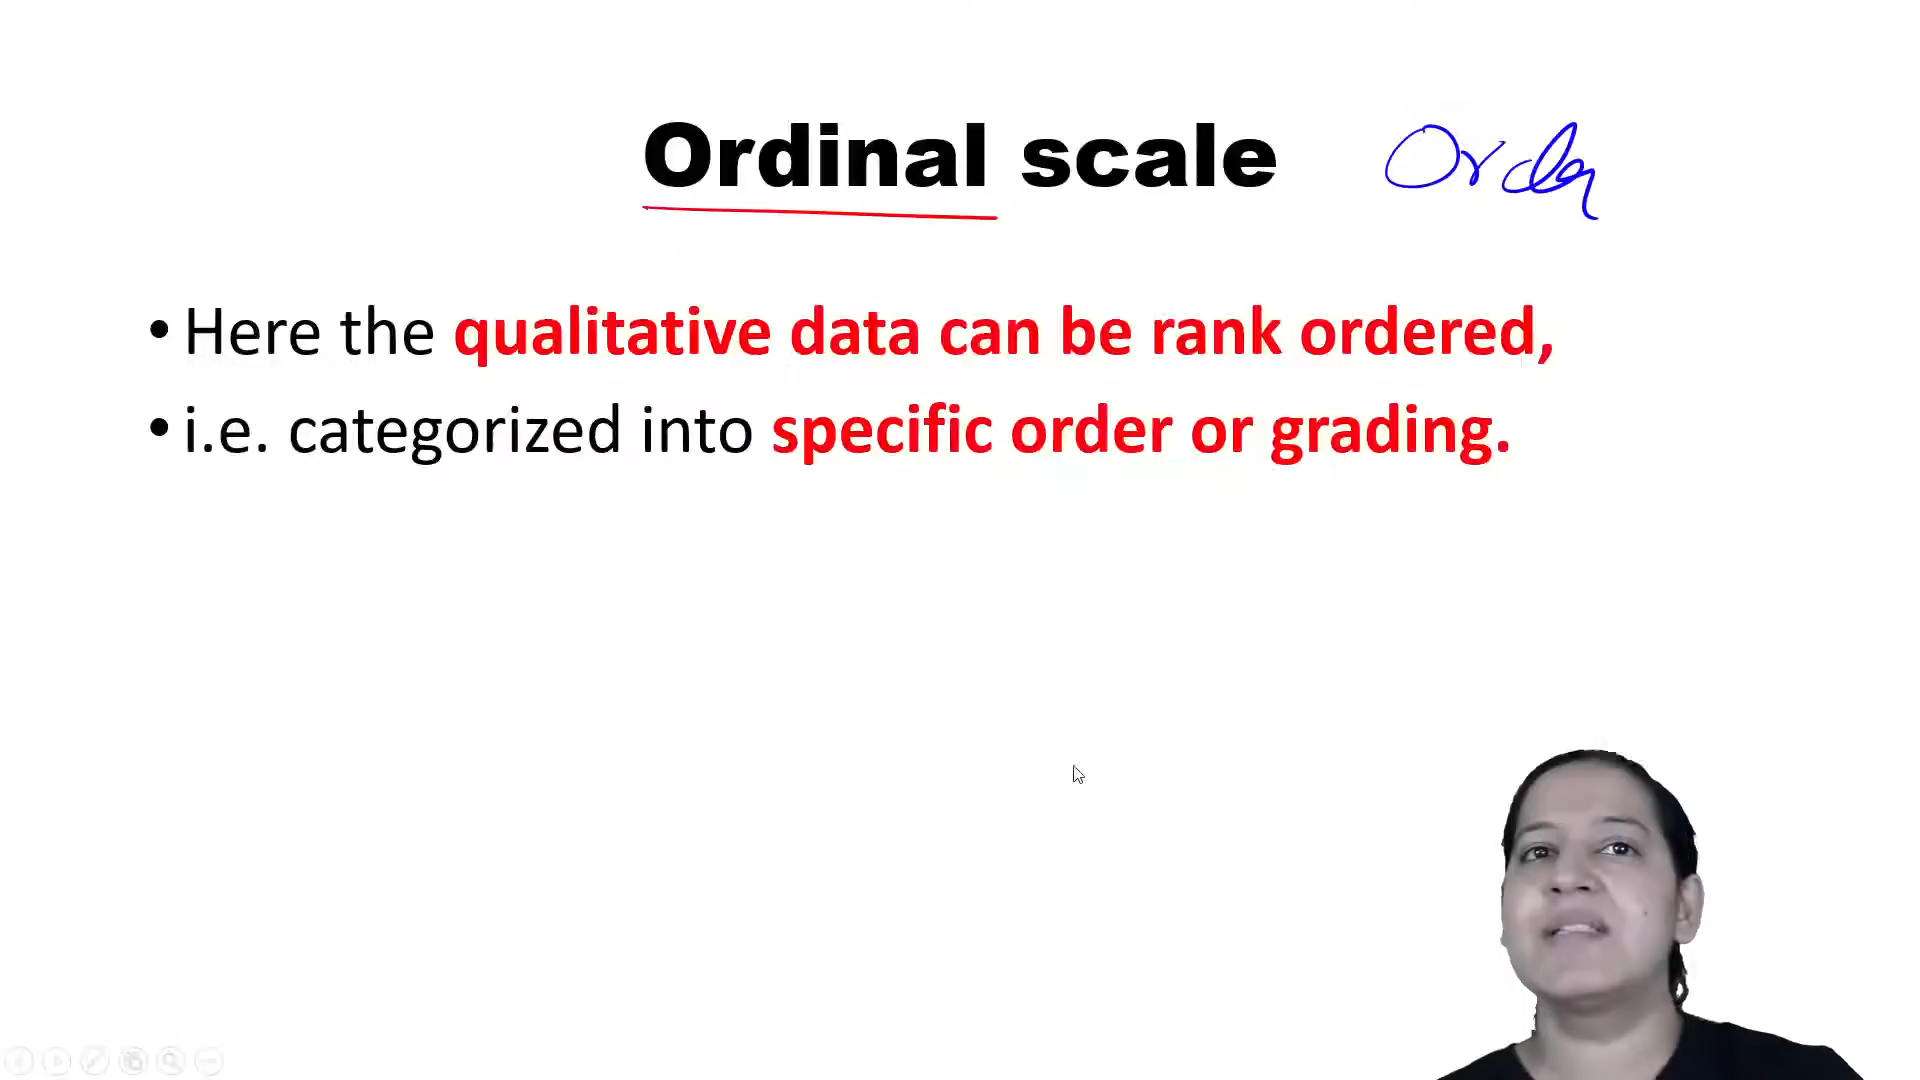 Ordinal scale Order
• Here the qualitative data can be rank ordered,
• i.e. categorized into specific order or grading.